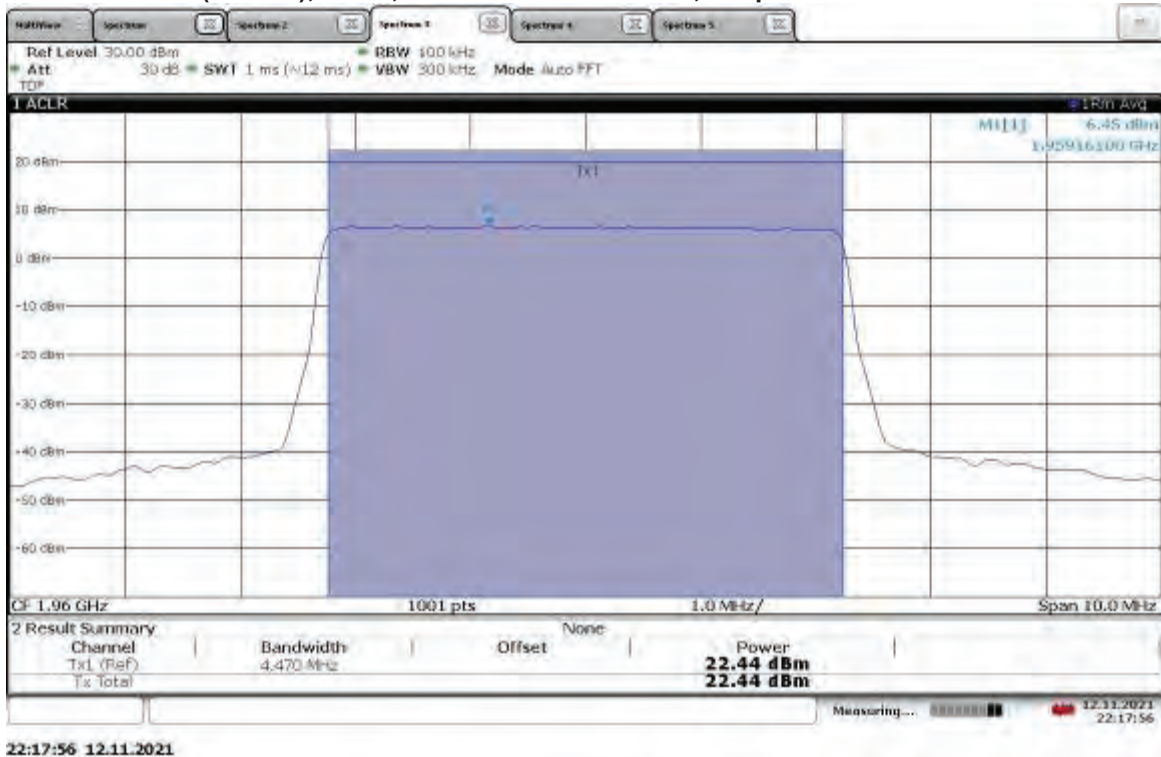 MultiView Spectrum Spectrum 2 Spectrum 3 Spectrum 4 Spectrum 5
Ref Level 30.00 dBm RBW 100 kHz
Att 30 dB SWT 1 ms (~12 ms) VBW 300 kHz Mode Auto FFT
TDF
1 ACLR 1Rm Avg
M1[1] 6.45 dBm
1.95916100 GHz
20 dBm
Tx1
10 dBm
0 dBm
-10 dBm
-20 dBm
-30 dBm
-40 dBm
-50 dBm
-60 dBm
CF 1.96 GHz 1001 pts 1.0 MHz/ Span 10.0 MHz
2 Result Summary None
Channel Bandwidth Offset Power
Tx1 (Ref) 4.470 MHz 22.44 dBm
Tx Total 22.44 dBm
Measuring... 12.11.2021
22:17:56
22:17:56 12.11.2021